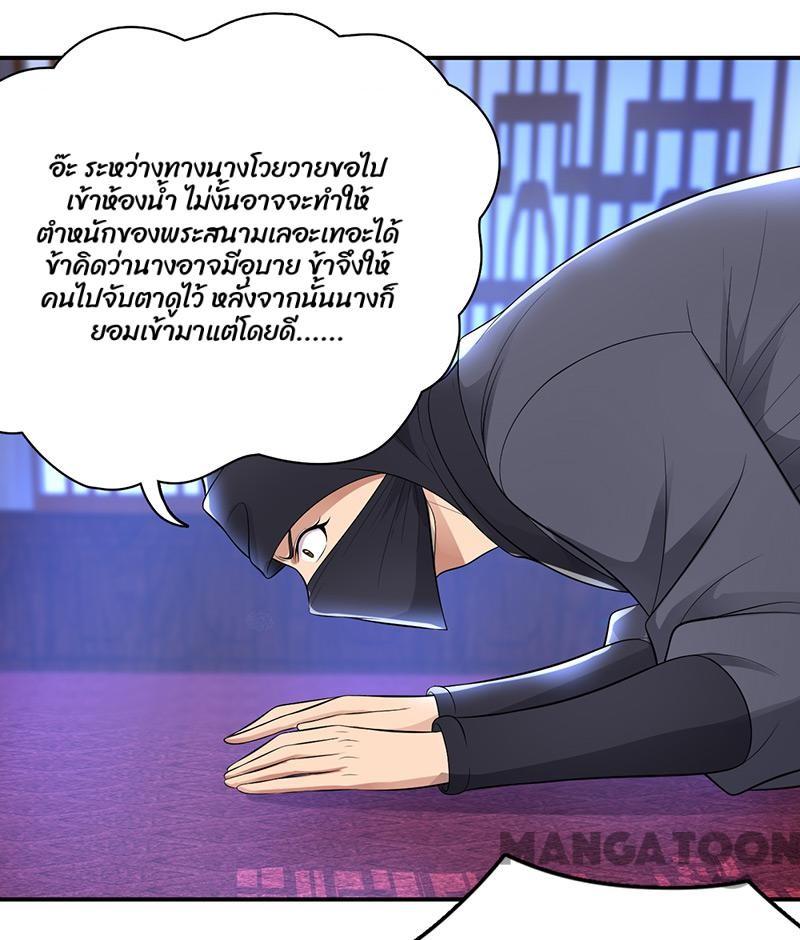 อ๊ะ ระหว่างทางนางโวยวายขอไป
เข้าห้องน้ำ ไม่งั้นอาจจะทำให้
ตำหนักของพระสนามเลอะเทอะได้
ข้าคิดว่านางอาจมีอุบาย ข้าจึงให้
คนไปจับตาดูไว้ หลังจากนั้นนางก็
ยอมเข้ามาแต่โดยดี......
MANGATOON